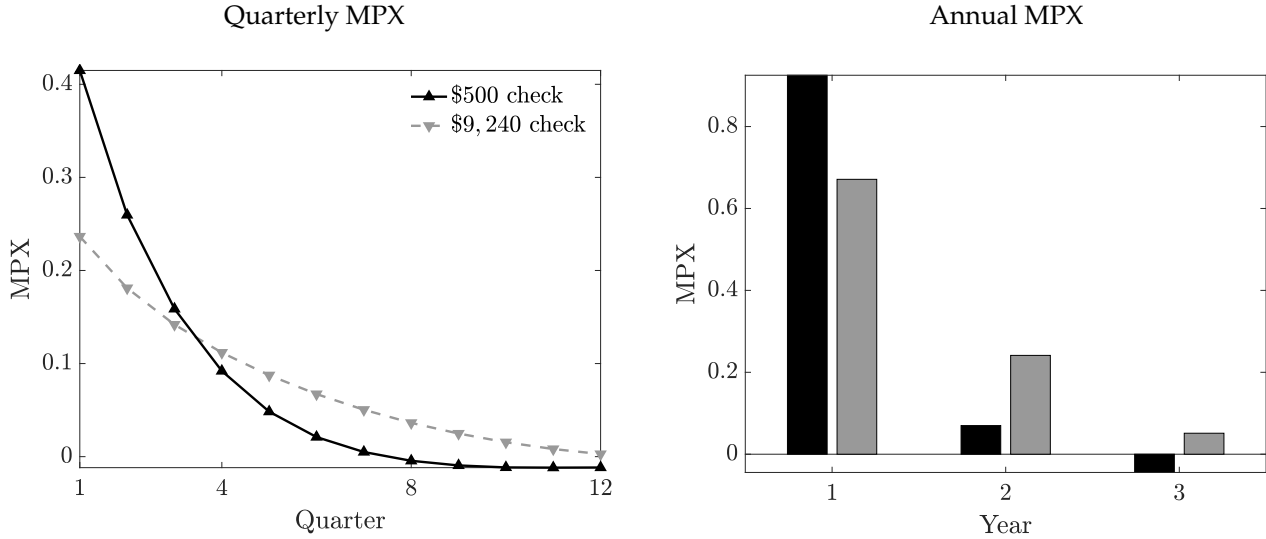 Quarterly MPX
0.4
0.3
0.2
0.1
0
MPX
$500 check
$9, 240 check
1 4 8 12
Quarter
Annual MPX
0.8
0.6
0.4
0.2
0
MPX
1 2 3
Year